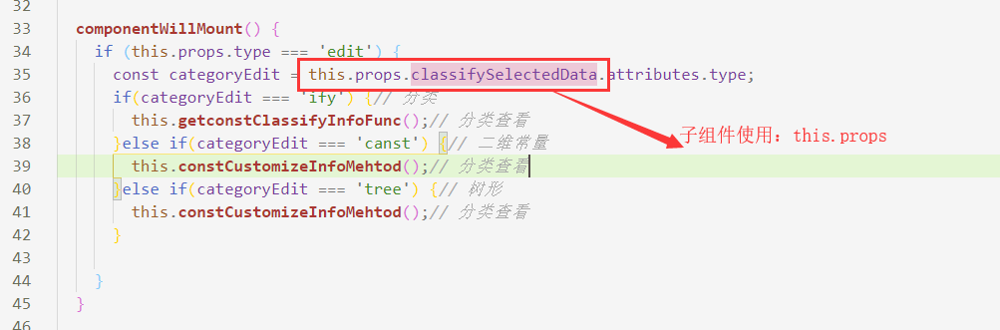 32
33 componentWillMount() {
34 if (this.props.type === 'edit') {
35 const categoryEdit = this.props.classifySelectedData.attributes.type;
36 if(categoryEdit === 'ify') {// 分类
37 this.getconstClassifyInfoFunc();// 分类查看
38 }else if(categoryEdit === 'canst') {// 二维常量
子组件使用：this.props
39 this.constCustomizeInfoMehtod();// 分类查看
40 }else if(categoryEdit === 'tree') {// 树形
41 this.constCustomizeInfoMehtod();// 分类查看
42 }
43
44 }
45 }
46